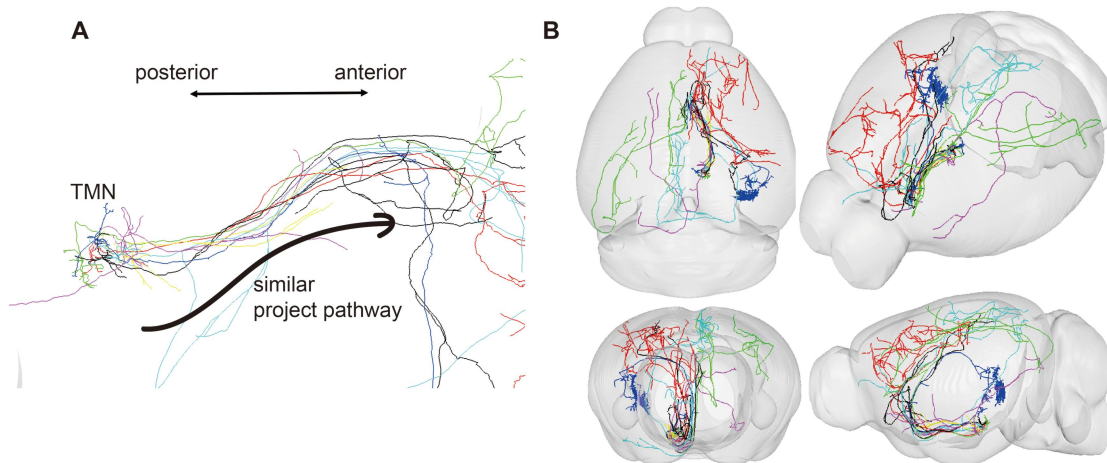 A
posterior
anterior
TMN
similar
project pathway
B